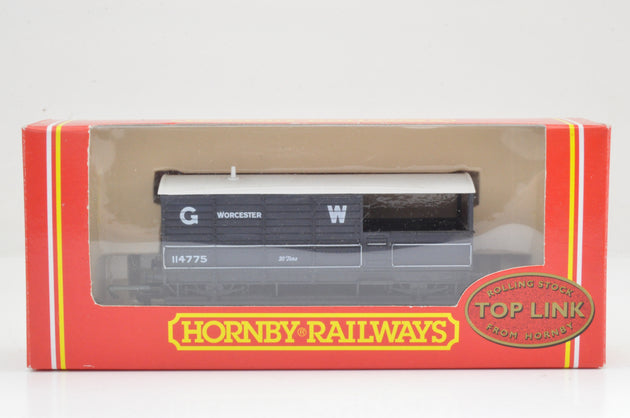 G WORCESTER W
114775 20 Tons
HORNBY® RAILWAYS
ROLLING STOCK
TOP LINK
FROM HORNBY